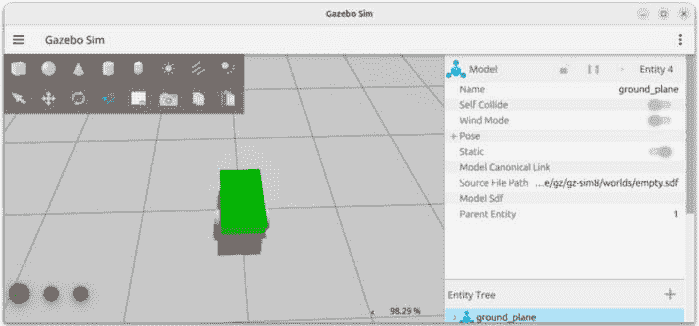 Gazebo Sim
Gazebo Sim
Model Entity 4
Name ground_plane
Self Collide
Wind Mode
+ Pose
Static
Model Canonical Link
Source File Path ...e/gz/gz-sim8/worlds/empty.sdf
Model Sdf
Parent Entity 1
98.29 %
Entity Tree
ground_plane